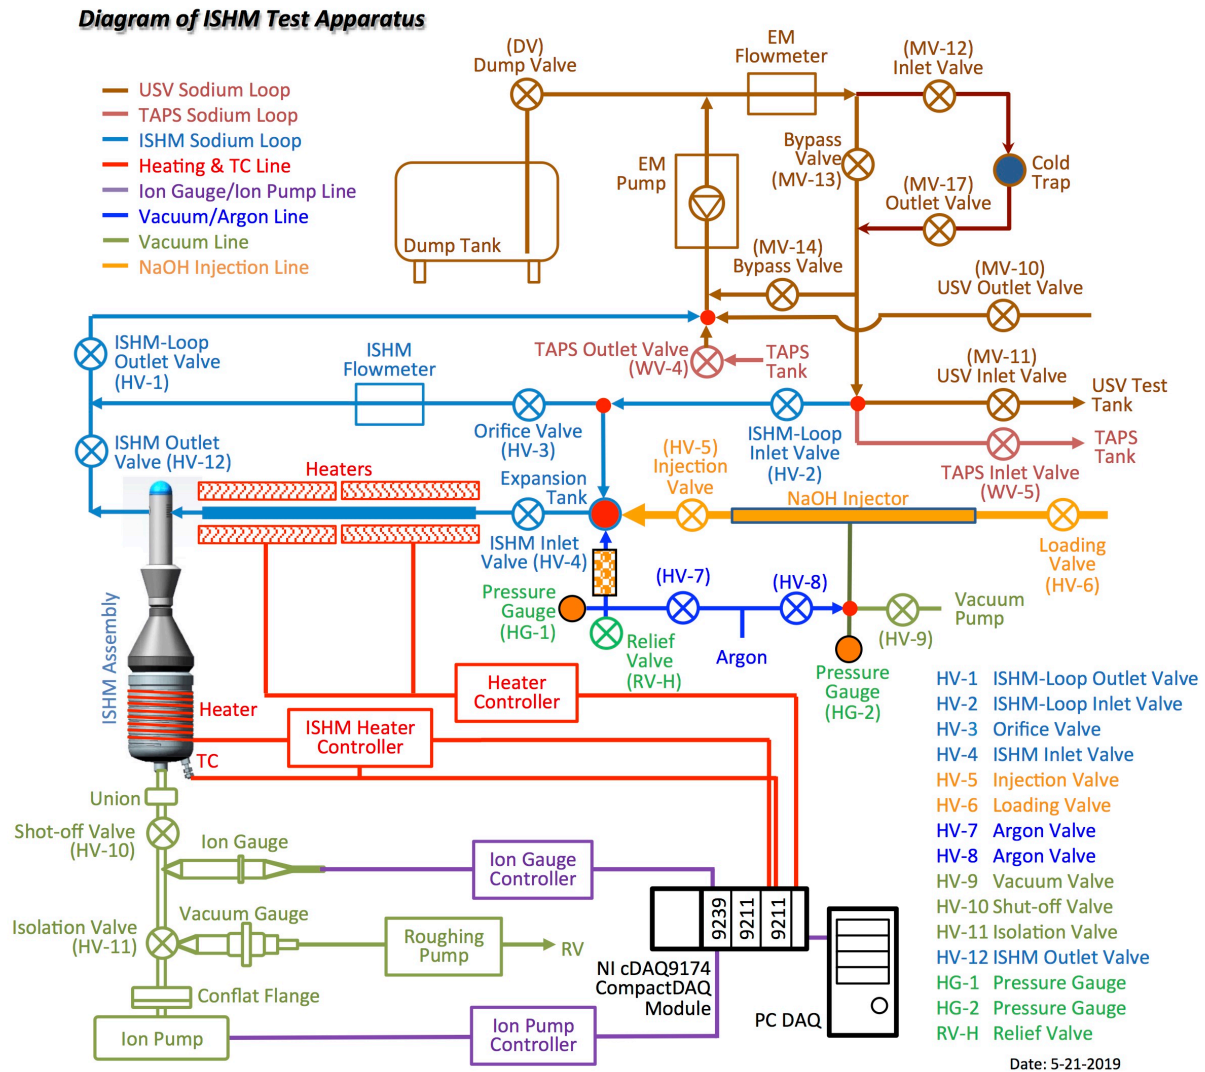 Diagram of ISHM Test Apparatus
USV Sodium Loop
TAPS Sodium Loop
ISHM Sodium Loop
Heating & TC Line
Ion Gauge/Ion Pump Line
Vacuum/Argon Line
Vacuum Line
NaOH Injection Line
(DV)
Dump Valve
EM
Flowmeter
(MV-12)
Inlet Valve
EM
Pump
Bypass
Valve
(MV-13)
Cold
Trap
(MV-17)
Outlet Valve
Dump Tank
(MV-14)
Bypass Valve
(MV-10)
USV Outlet Valve
ISHM-Loop
Outlet Valve
(HV-1)
ISHM
Flowmeter
TAPS Outlet Valve
(WV-4)
TAPS
Tank
(MV-11)
USV Inlet Valve
USV Test
Tank
ISHM Outlet
Valve (HV-12)
Orifice Valve
(HV-3)
ISHM-Loop
Inlet Valve
(HV-2)
TAPS
Tank
TAPS Inlet Valve
(WV-5)
Heaters
Expansion
Tank
(HV-5)
Injection
Valve
NaOH Injector
ISHM Inlet
Valve (HV-4)
Loading
Valve
(HV-6)
Pressure
Gauge
(HG-1)
(HV-7)
(HV-8)
Vacuum
Pump
(HV-9)
Relief
Valve
(RV-H)
Argon
Pressure
Gauge
(HG-2)
ISHM Assembly
Heater
TC
Heater
Controller
ISHM Heater
Controller
Union
Shot-off Valve
(HV-10)
Ion Gauge
Ion Gauge
Controller
Isolation Valve
(HV-11)
Vacuum Gauge
Roughing
Pump
RV
Conflat Flange
Ion Pump
Ion Pump
Controller
9239
9211
9211
NI cDAQ9174
CompactDAQ
Module
PC DAQ
HV-1 ISHM-Loop Outlet Valve
HV-2 ISHM-Loop Inlet Valve
HV-3 Orifice Valve
HV-4 ISHM Inlet Valve
HV-5 Injection Valve
HV-6 Loading Valve
HV-7 Argon Valve
HV-8 Argon Valve
HV-9 Vacuum Valve
HV-10 Shut-off Valve
HV-11 Isolation Valve
HV-12 ISHM Outlet Valve
HG-1 Pressure Gauge
HG-2 Pressure Gauge
RV-H Relief Valve
Date: 5-21-2019